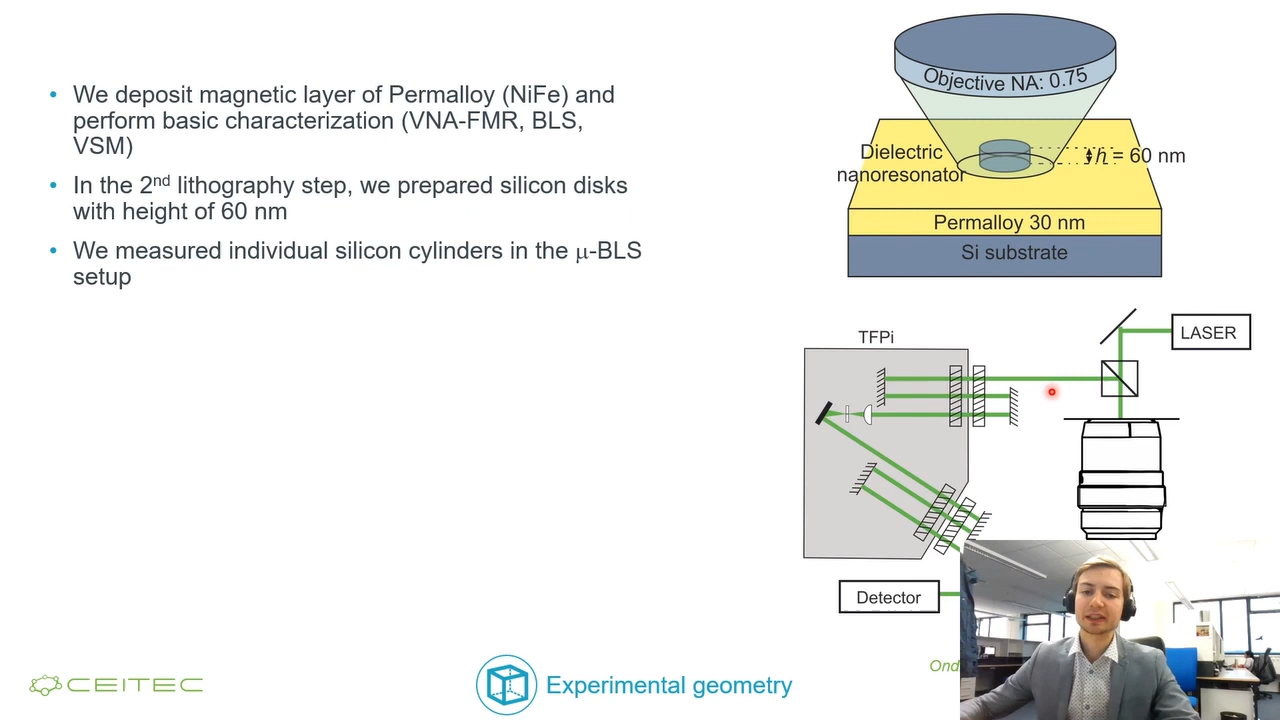 • We deposit magnetic layer of Permalloy (NiFe) and
perform basic characterization (VNA-FMR, BLS,
VSM)
• In the 2nd lithography step, we prepared silicon disks
with height of 60 nm
• We measured individual silicon cylinders in the μ-BLS
setup
Objective NA: 0.75
Dielectric
nanoresonator
h = 60 nm
Permalloy 30 nm
Si substrate
TFPi
LASER
Detector
Ond
CEITEC
Experimental geometry